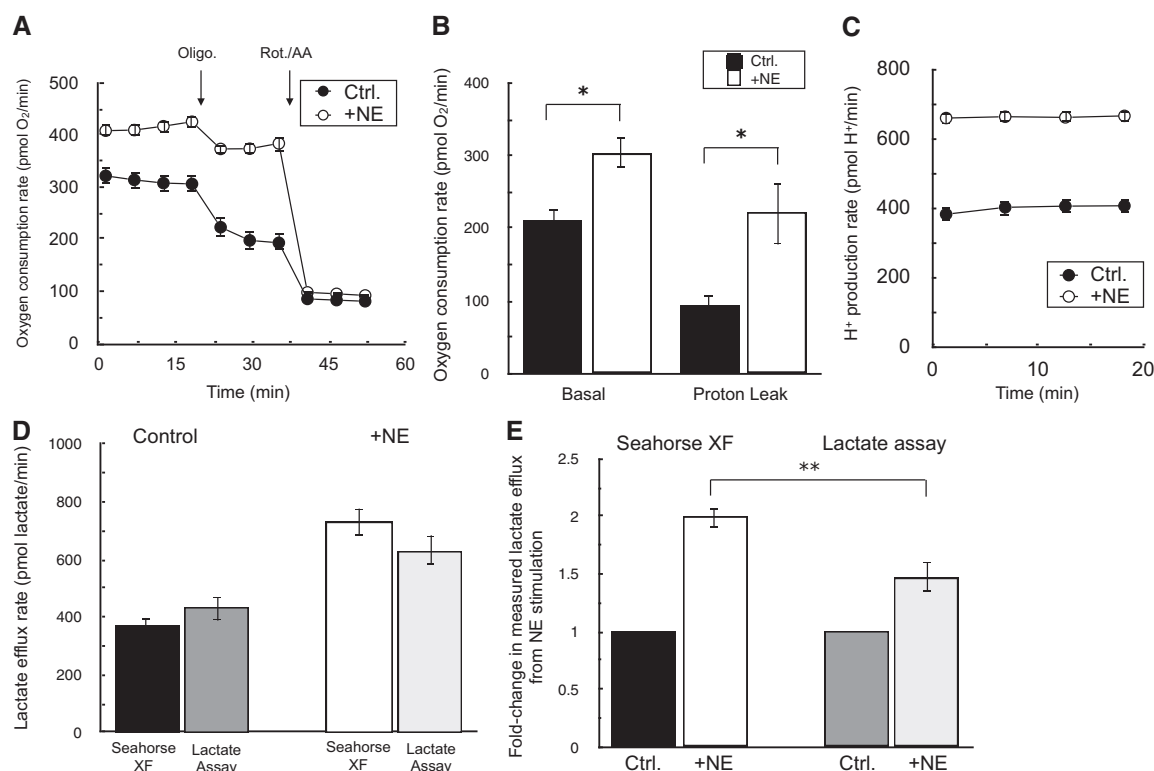 A
Oligo.
Rot./AA
Ctrl.
+NE
Oxygen consumption rate (pmol O₂/min)
500
400
300
200
100
0
0 15 30 45 60
Time (min)
B
Ctrl.
+NE
Oxygen consumption rate (pmol O₂/min)
400
300
200
100
0
*
*
Basal
Proton Leak
C
H⁺ production rate (pmol H⁺/min)
800
600
400
200
0
Ctrl.
+NE
0 10 20
Time (min)
D
Control
+NE
Lactate efflux rate (pmol lactate/min)
1000
800
600
400
200
0
Seahorse XF
Lactate Assay
Seahorse XF
Lactate Assay
E
Seahorse XF
Lactate assay
**
Fold-change in measured lactate efflux
from NE stimulation
2.5
2
1.5
1
0.5
0
Ctrl.
+NE
Ctrl.
+NE